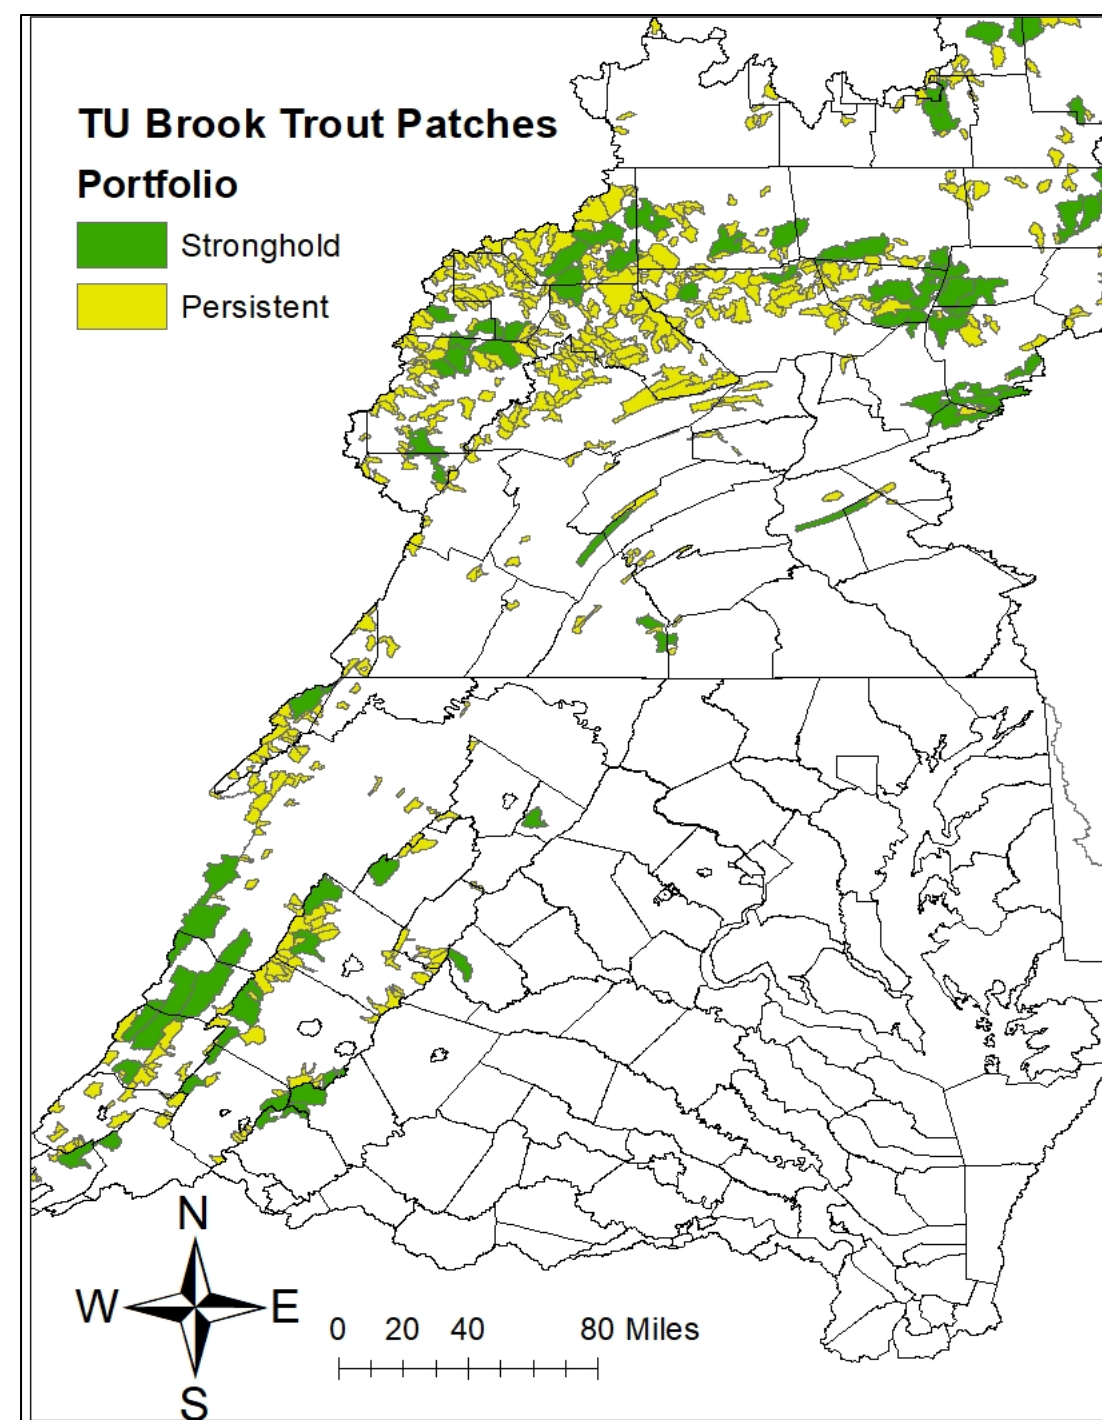 TU Brook Trout Patches
Portfolio
Stronghold
Persistent
N
W E
S
0 20 40 80 Miles